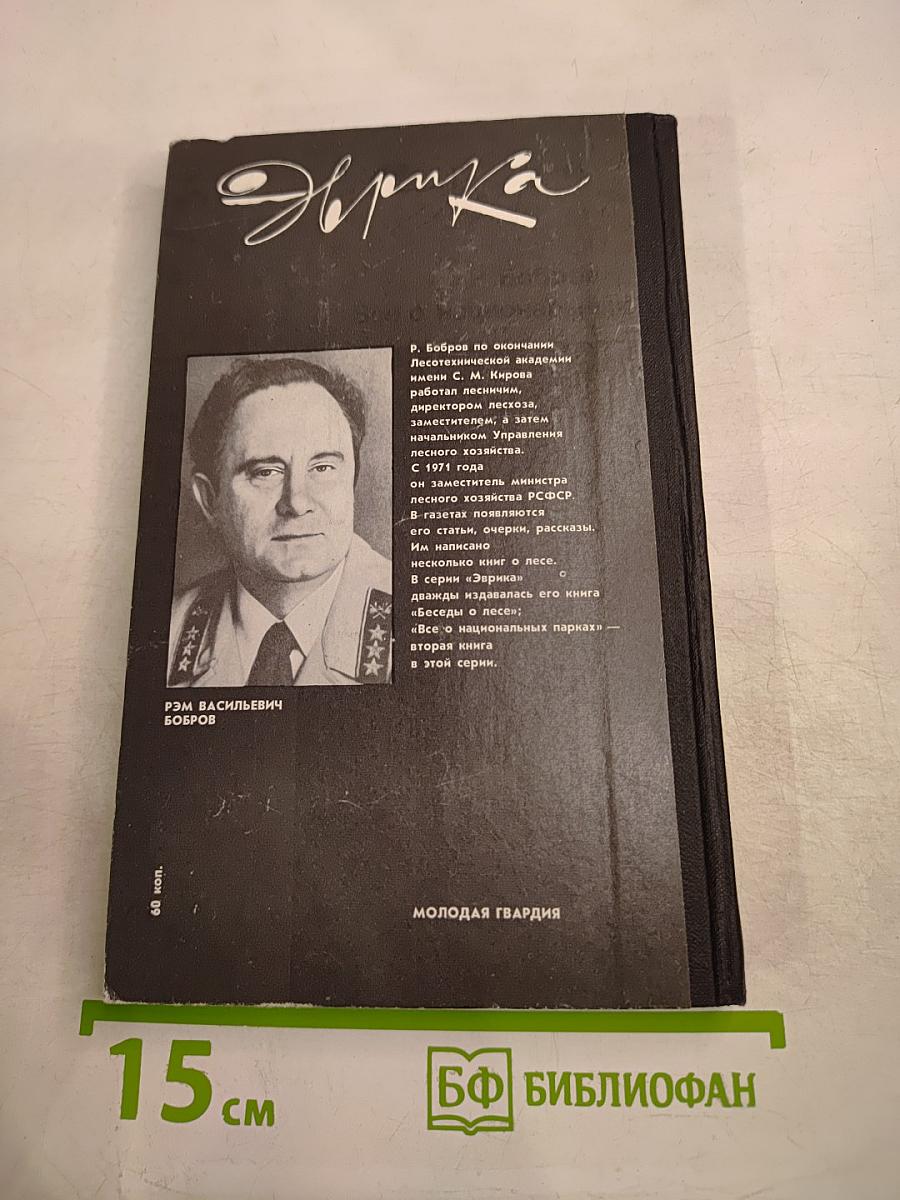 Эврика
Р. Бобров по окончании
Лесотехнической академии
имени С. М. Кирова
работал лесничим,
директором лесхоза,
заместителем, а затем
начальником Управления
лесного хозяйства.
С 1971 года
он заместитель министра
лесного хозяйства РСФСР.
В газетах появляются
его статьи, очерки, рассказы.
Им написано
несколько книг о лесе.
В серии «Эврика»
дважды издавалась его книга
«Беседы о лесе»;
«Все о национальных парках» —
вторая книга
в этой серии.
РЭМ ВАСИЛЬЕВИЧ
БОБРОВ
60 коп.
МОЛОДАЯ ГВАРДИЯ
15 см
БФ БИБЛИОФАН